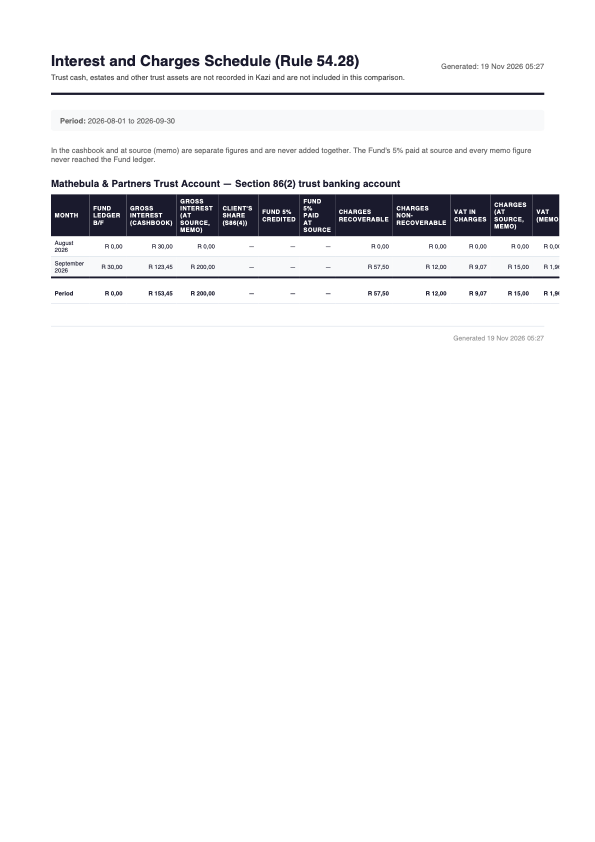 Interest and Charges Schedule (Rule 54.28)
Generated: 19 Nov 2026 05:27
Trust cash, estates and other trust assets are not recorded in Kazi and are not included in this comparison.
Period: 2026-08-01 to 2026-09-30
In the cashbook and at source (memo) are separate figures and are never added together. The Fund's 5% paid at source and every memo figure
never reached the Fund ledger.
Mathebula & Partners Trust Account — Section 86(2) trust banking account
MONTH FUND LEDGER B/F GROSS INTEREST (CASHBOOK) GROSS INTEREST (AT SOURCE, MEMO) CLIENT'S SHARE (S86(4)) FUND 5% CREDITED FUND 5% PAID AT SOURCE CHARGES RECOVERABLE CHARGES NON-RECOVERABLE VAT IN CHARGES CHARGES (AT SOURCE, MEMO) VAT (MEMO
August 2026 R 0,00 R 30,00 R 0,00 — — — R 0,00 R 0,00 R 0,00 R 0,00 R 0,00
September 2026 R 30,00 R 123,45 R 200,00 — — — R 57,50 R 12,00 R 9,07 R 15,00 R 1,9
Period R 0,00 R 153,45 R 200,00 — — — R 57,50 R 12,00 R 9,07 R 15,00 R 1,9
Generated 19 Nov 2026 05:27